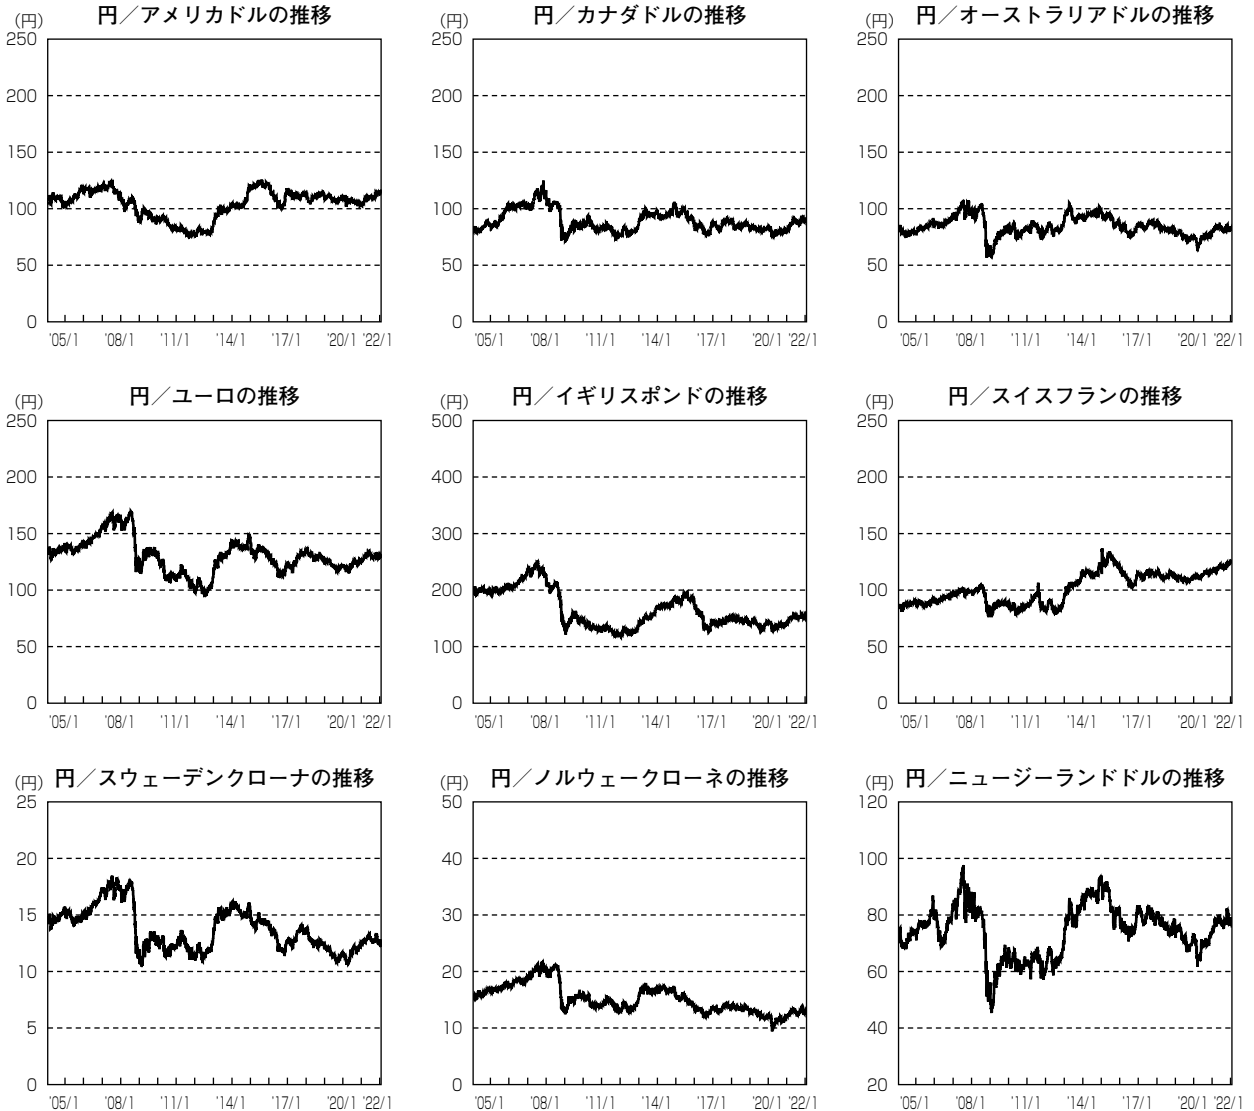 円／アメリカドルの推移
(円)
250
200
150
100
50
0
'05/1 '08/1 '11/1 '14/1 '17/1 '20/1 '22/1
円／カナダドルの推移
(円)
250
200
150
100
50
0
'05/1 '08/1 '11/1 '14/1 '17/1 '20/1 '22/1
円／オーストラリアドルの推移
(円)
250
200
150
100
50
0
'05/1 '08/1 '11/1 '14/1 '17/1 '20/1 '22/1
円／ユーロの推移
(円)
250
200
150
100
50
0
'05/1 '08/1 '11/1 '14/1 '17/1 '20/1 '22/1
円／イギリスポンドの推移
(円)
500
400
300
200
100
0
'05/1 '08/1 '11/1 '14/1 '17/1 '20/1 '22/1
円／スイスフランの推移
(円)
250
200
150
100
50
0
'05/1 '08/1 '11/1 '14/1 '17/1 '20/1 '22/1
円／スウェーデンクローナの推移
(円)
25
20
15
10
5
0
'05/1 '08/1 '11/1 '14/1 '17/1 '20/1 '22/1
円／ノルウェークローネの推移
(円)
50
40
30
20
10
0
'05/1 '08/1 '11/1 '14/1 '17/1 '20/1 '22/1
円／ニュージーランドドルの推移
(円)
120
100
80
60
40
20
'05/1 '08/1 '11/1 '14/1 '17/1 '20/1 '22/1